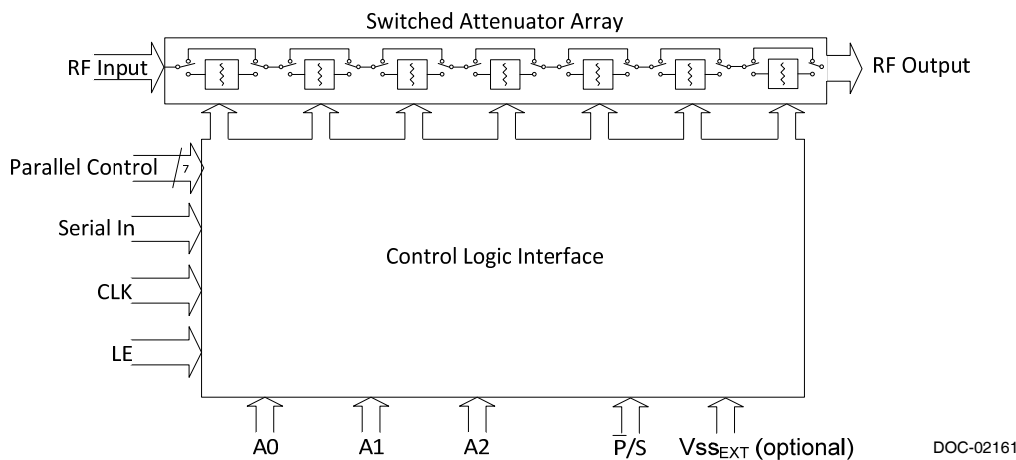 Switched Attenuator Array
RF Input
RF Output
Parallel Control
7
Serial In
Control Logic Interface
CLK
LE
A0
A1
A2
P̅/S
VssEXT (optional)
DOC-02161